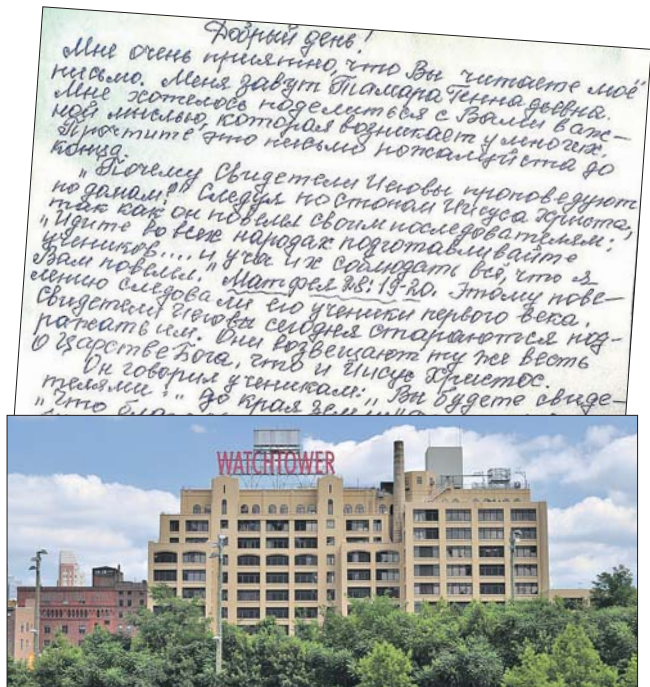 Добрый день!
Мне очень приятно, что Вы читаете моё
письмо. Меня зовут Тамара Геннадьевна.
Мне хотелось поделиться с Вами важ-
ной мыслью, которая возникает у многих.
Прочтите это письмо пожалуйста до
конца.
„Почему Свидетели Иеговы проповедуют
по домам?" Следуя по стопам Иисуса Христа,
так как он повелел своим последователям:
„Идите во всех народах подготавливайте
учеников.... и уча их соблюдать всё, что я
Вам повелел." Матфея 28:19-20. Этому пове-
лению следовали его ученики первого века.
Свидетели Иеговы сегодня стараются под-
ражать им. Они возвещают ту же весть
о Царстве Бога, что и Иисус Христос.
Он говорил ученикам: „Вы будете свиде-
телями... до края земли"
„Что
WATCHTOWER